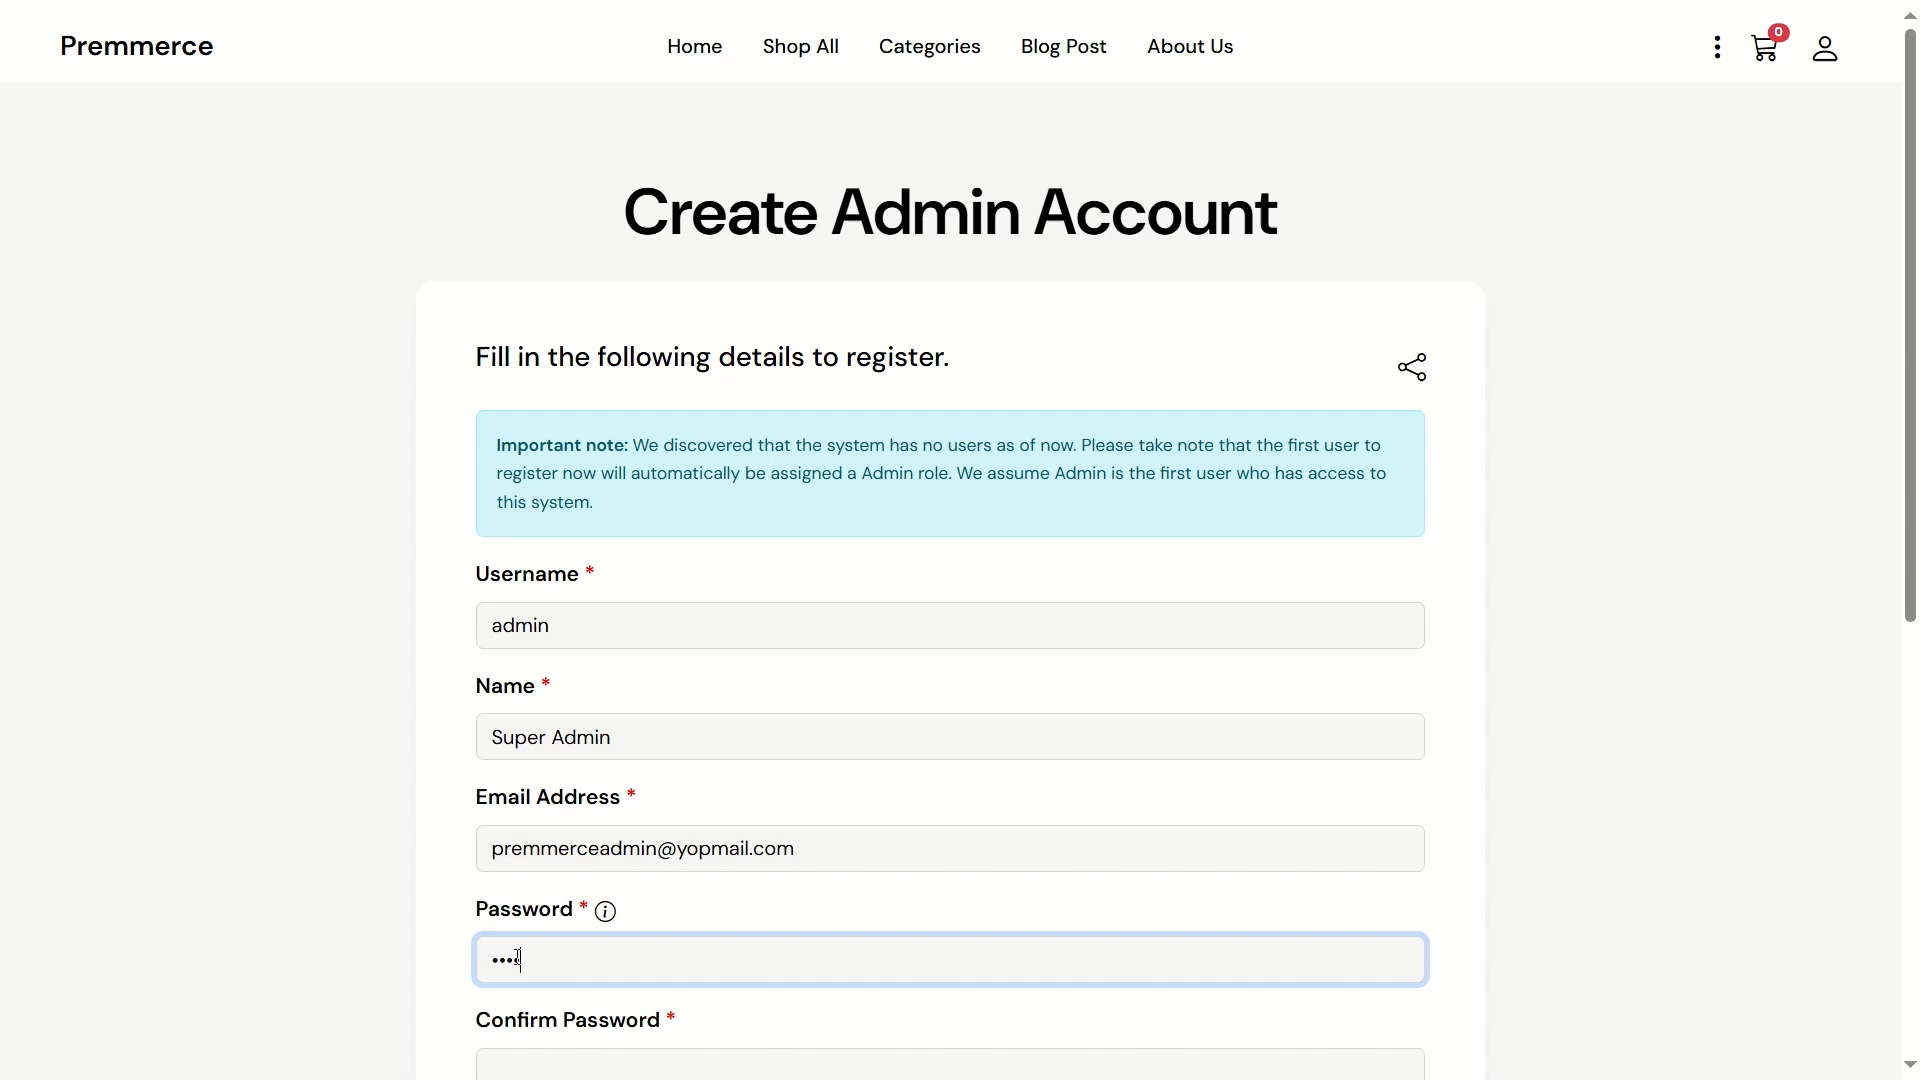 Premmerce
Home
Shop All
Categories
Blog Post
About Us
0
Create Admin Account
Fill in the following details to register.
Important note: We discovered that the system has no users as of now. Please take note that the first user to
register now will automatically be assigned a Admin role. We assume Admin is the first user who has access to
this system.
Username *
admin
Name *
Super Admin
Email Address *
premmerceadmin@yopmail.com
Password *
••••
Confirm Password *